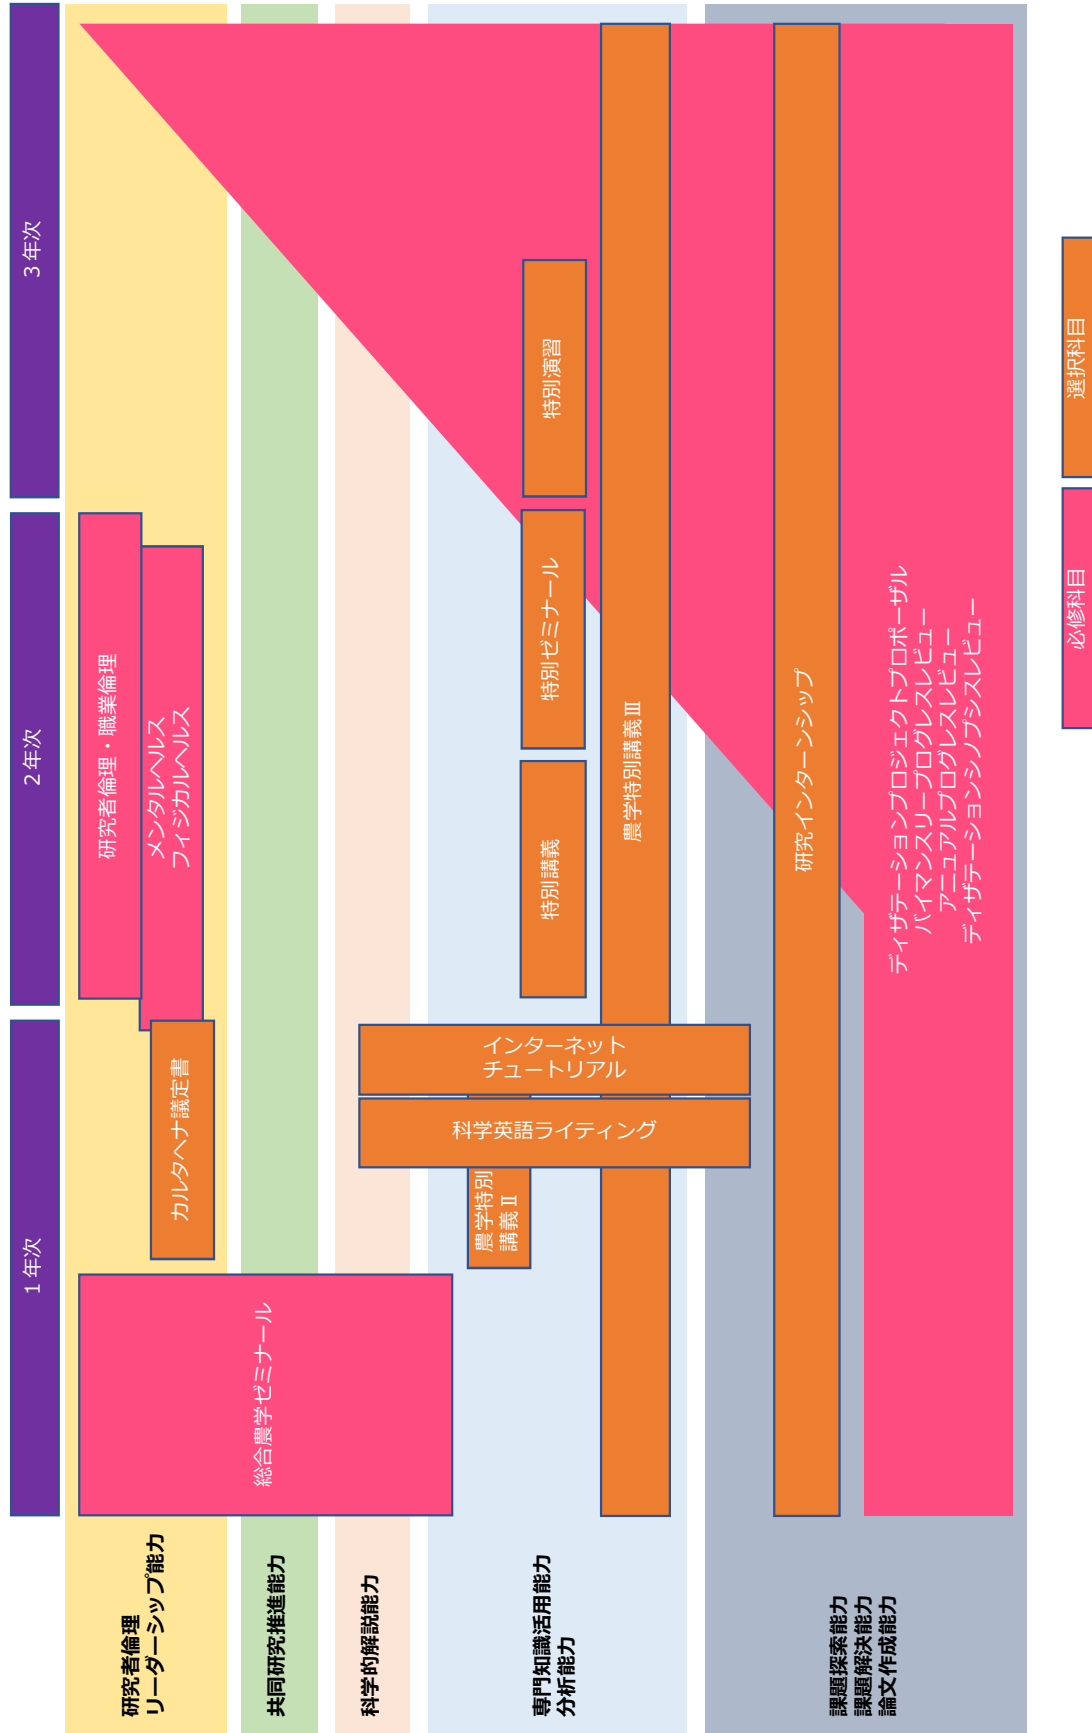 1年次
2年次
3年次
研究者倫理
リーダーシップ能力
総合農学ゼミナール
カルタヘナ議定書
研究者倫理・職業倫理
メンタルヘルス
フィジカルヘルス
共同研究推進能力
科学的解説能力
専門知識活用能力
分析能力
農学特別
講義Ⅱ
科学英語ライティング
インターネット
チュートリアル
特別講義
特別ゼミナール
特別演習
農学特別講義Ⅲ
課題探索能力
課題解決能力
論文作成能力
研究インターンシップ
ディザテーションプロジェクトプロポーザル
バイマンスリープログレスレビュー
アニュアルプログレスレビュー
ディザテーションシノプシスレビュー
必修科目
選択科目